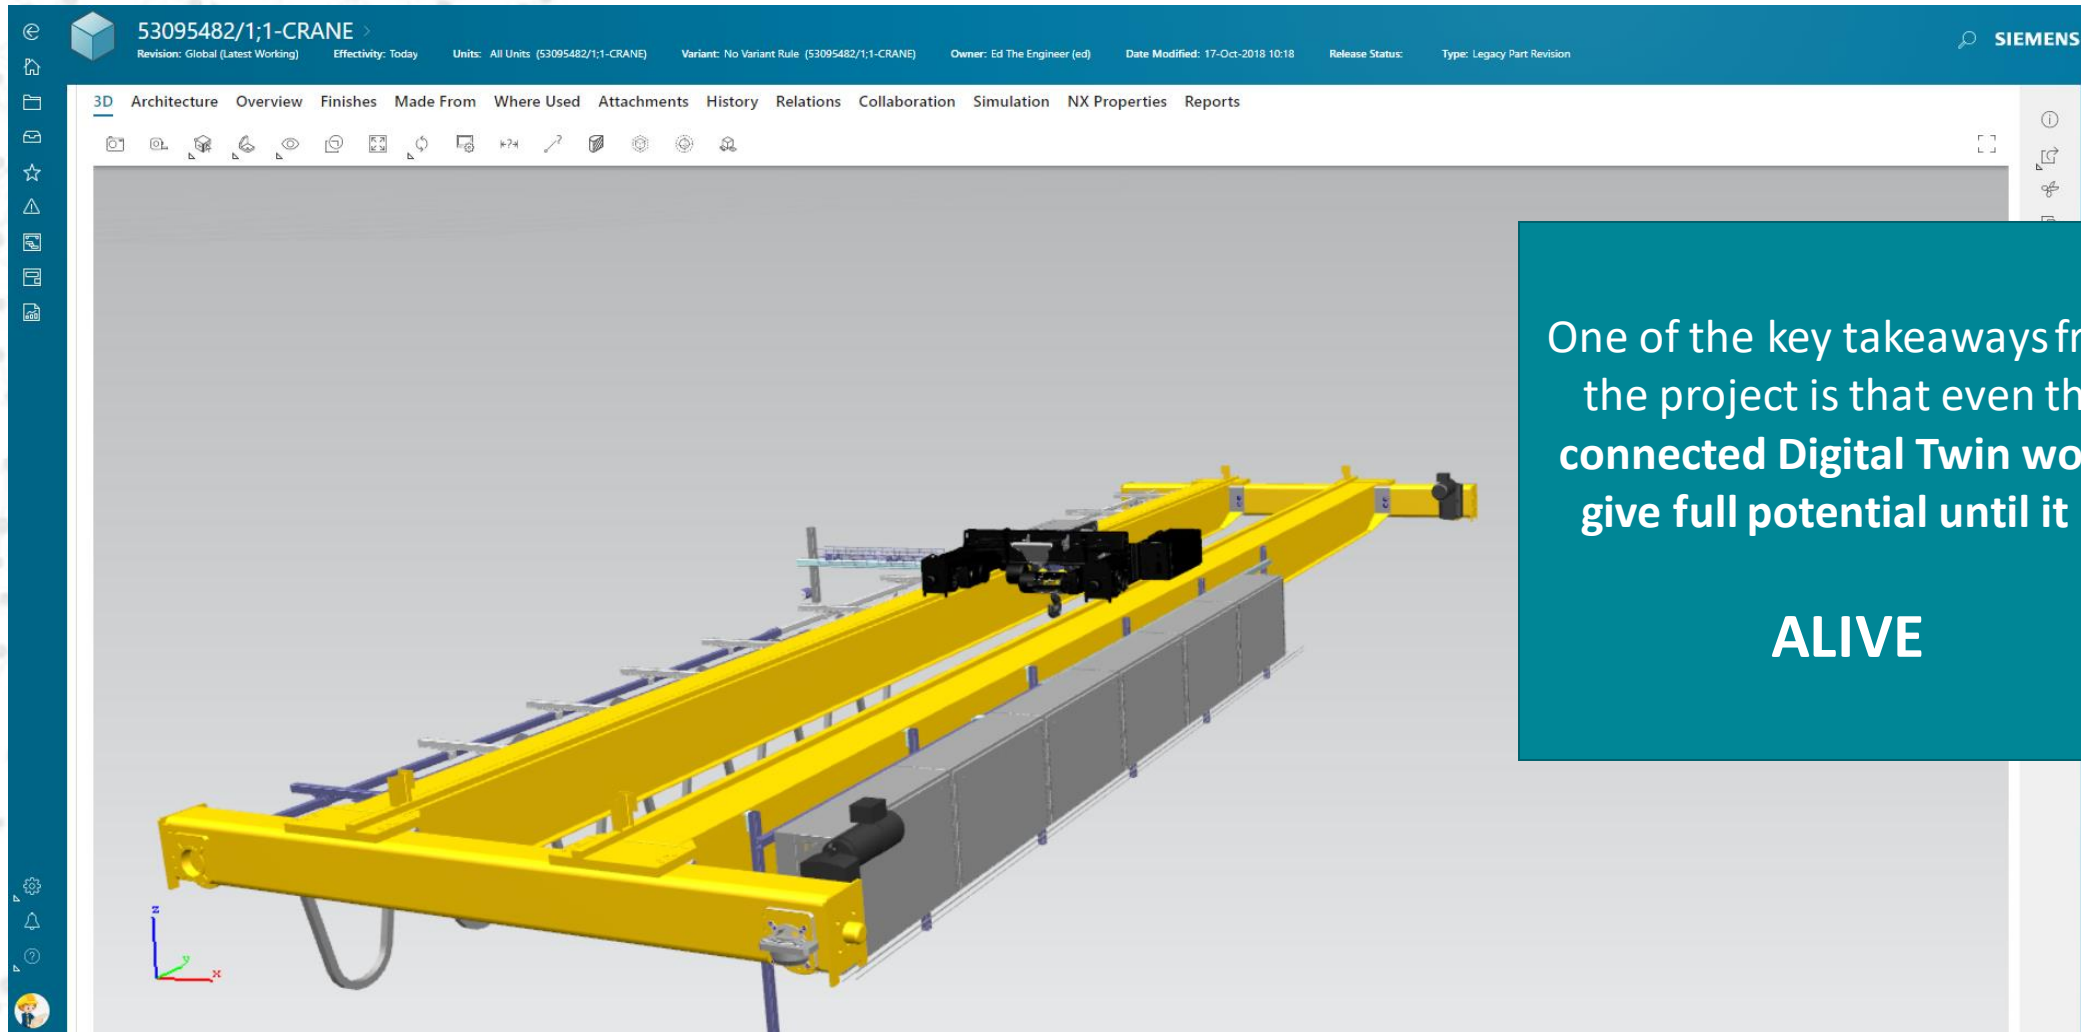 53095482/1;1-CRANE >
Revision: Global (Latest Working) Effectivity: Today Units: All Units (53095482/1;1-CRANE) Variant: No Variant Rule (53095482/1;1-CRANE) Owner: Ed The Engineer (ed) Date Modified: 17-Oct-2018 10:18 Release Status: Type: Legacy Part Revision
SIEMENS
3D Architecture Overview Finishes Made From Where Used Attachments History Relations Collaboration Simulation NX Properties Reports
One of the key takeaways
the project is that even
connected Digital Twin
give full potential until it
ALIVE
z
y
x